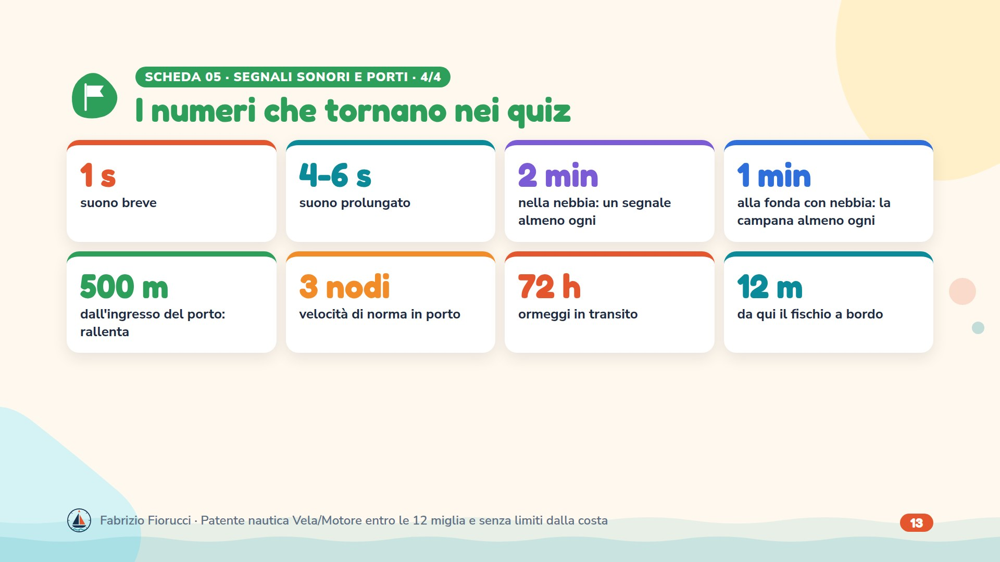 SCHEDA 05 · SEGNALI SONORI E PORTI · 4/4
I numeri che tornano nei quiz
1 s
suono breve
4–6 s
suono prolungato
2 min
nella nebbia: un segnale
almeno ogni
1 min
alla fonda con nebbia: la
campana almeno ogni
500 m
dall'ingresso del porto:
rallenta
3 nodi
velocità di norma in porto
72 h
ormeggi in transito
12 m
da qui il fischio a bordo
Fabrizio Fiorucci · Patente nautica Vela/Motore entro le 12 miglia e senza limiti dalla costa
13